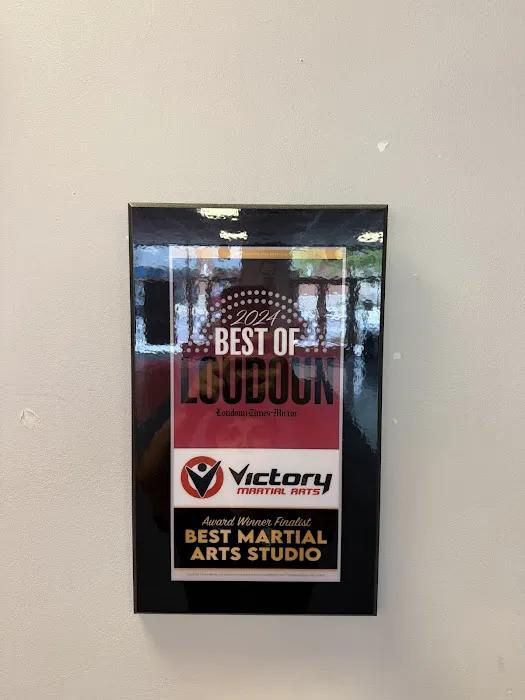 2024
BEST OF
LOUDOUN
Loudoun Times-Mirror
Victory
MARTIAL ARTS
Award Winner Finalist
BEST MARTIAL
ARTS STUDIO